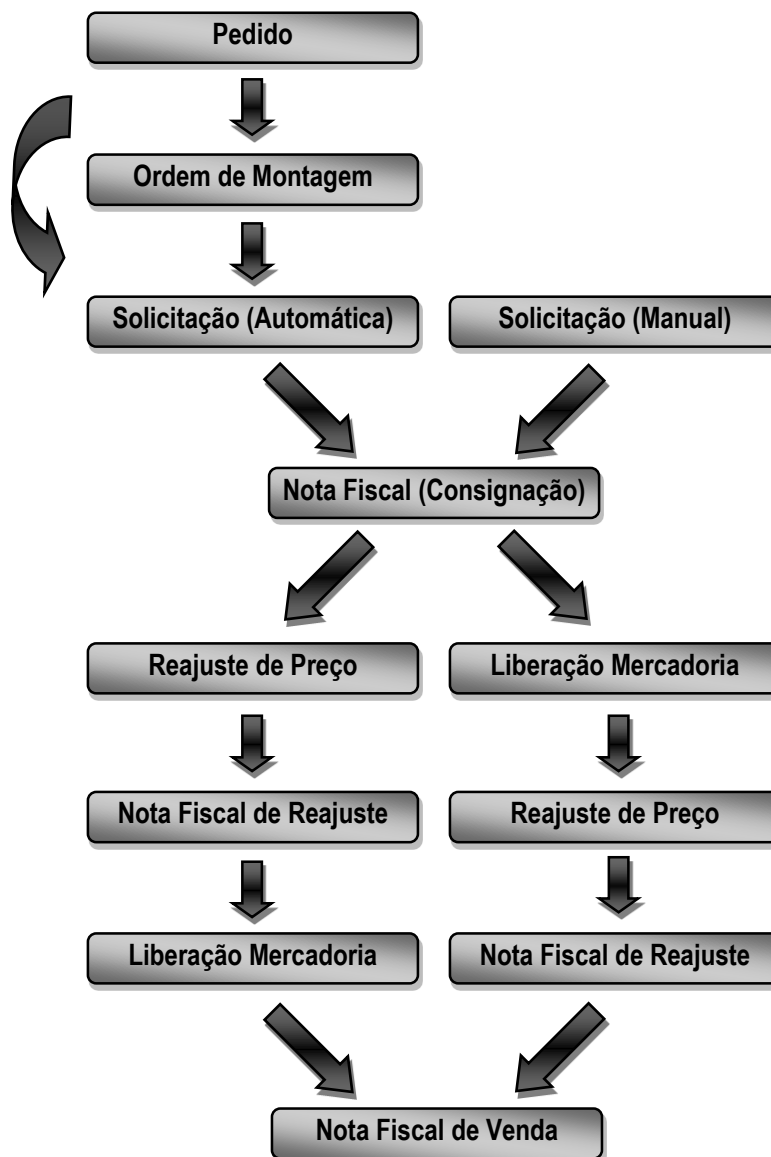 Pedido
Ordem de Montagem
Solicitação (Automática)
Solicitação (Manual)
Nota Fiscal (Consignação)
Reajuste de Preço
Liberação Mercadoria
Nota Fiscal de Reajuste
Reajuste de Preço
Liberação Mercadoria
Nota Fiscal de Reajuste
Nota Fiscal de Venda